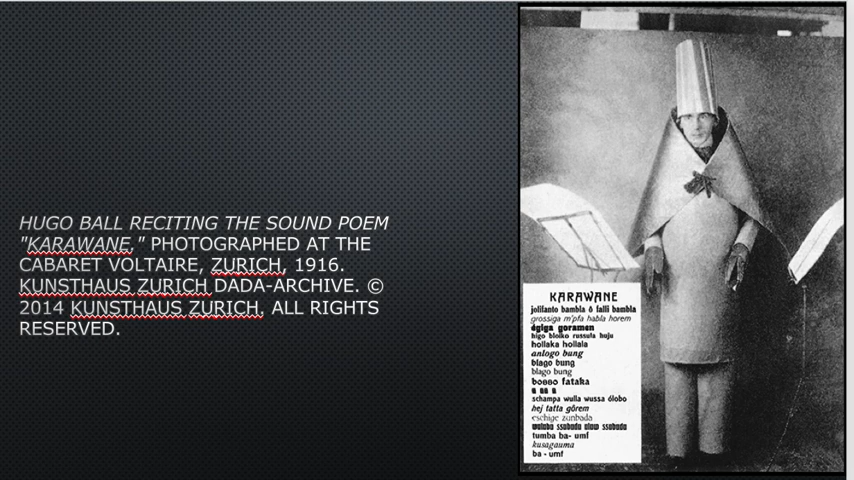 HUGO BALL RECITING THE SOUND POEM
"KARAWANE," PHOTOGRAPHED AT THE
CABARET VOLTAIRE, ZURICH, 1916.
KUNSTHAUS ZURICH DADA-ARCHIVE. ©
2014 KUNSTHAUS ZURICH, ALL RIGHTS
RESERVED.
KARAWANE
jolifanto bambla ô falli bambla
grossiga m'pfa habla horem
égiga goramen
higo bloiko russula huju
hollaka hollala
anlogo bung
blago bung
blago bung
bosso fataka
ü üü ü
schampa wulla wussa ólobo
hej tatta gôrem
eschige zunbada
wulubu ssubudu uluw ssubudu
tumba ba- umf
kusagauma
ba - umf